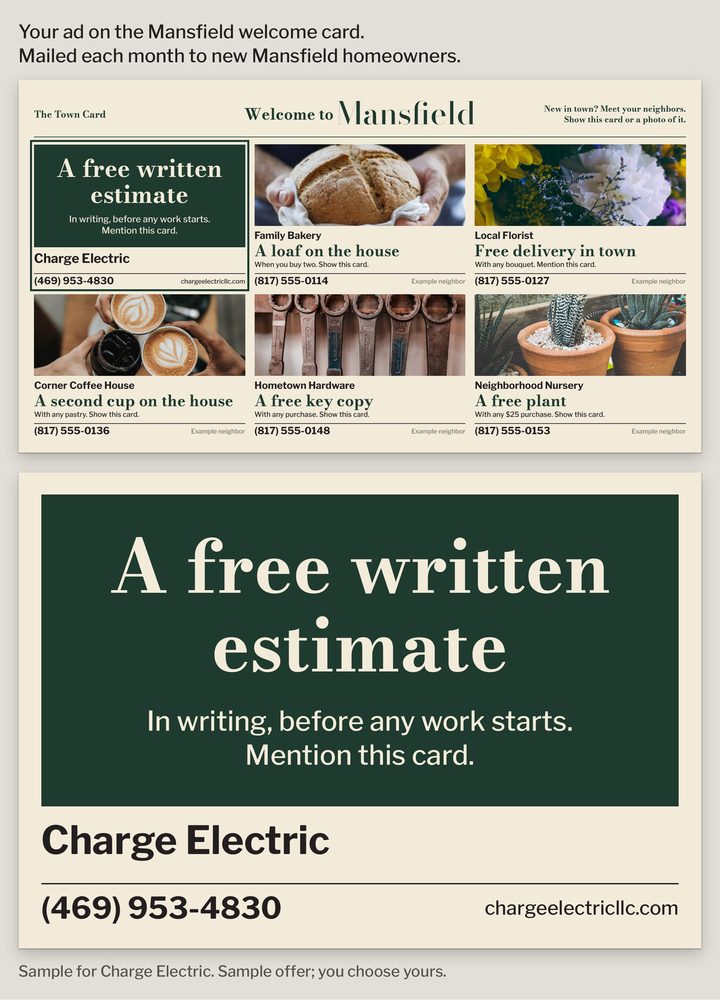 Your ad on the Mansfield welcome card.
Mailed each month to new Mansfield homeowners.
The Town Card
Welcome to Mansfield
New in town? Meet your neighbors.
Show this card or a photo of it.
A free written
estimate
In writing, before any work starts.
Mention this card.
Charge Electric
(469) 953-4830
chargeelectricllc.com
Family Bakery
A loaf on the house
When you buy two. Show this card.
(817) 555-0114
Example neighbor
Local Florist
Free delivery in town
With any bouquet. Mention this card.
(817) 555-0127
Example neighbor
Corner Coffee House
A second cup on the house
With any pastry. Show this card.
(817) 555-0136
Example neighbor
Hometown Hardware
A free key copy
With any purchase. Show this card.
(817) 555-0148
Example neighbor
Neighborhood Nursery
A free plant
With any $25 purchase. Show this card.
(817) 555-0153
Example neighbor
A free written
estimate
In writing, before any work starts.
Mention this card.
Charge Electric
(469) 953-4830
chargeelectricllc.com
Sample for Charge Electric. Sample offer; you choose yours.